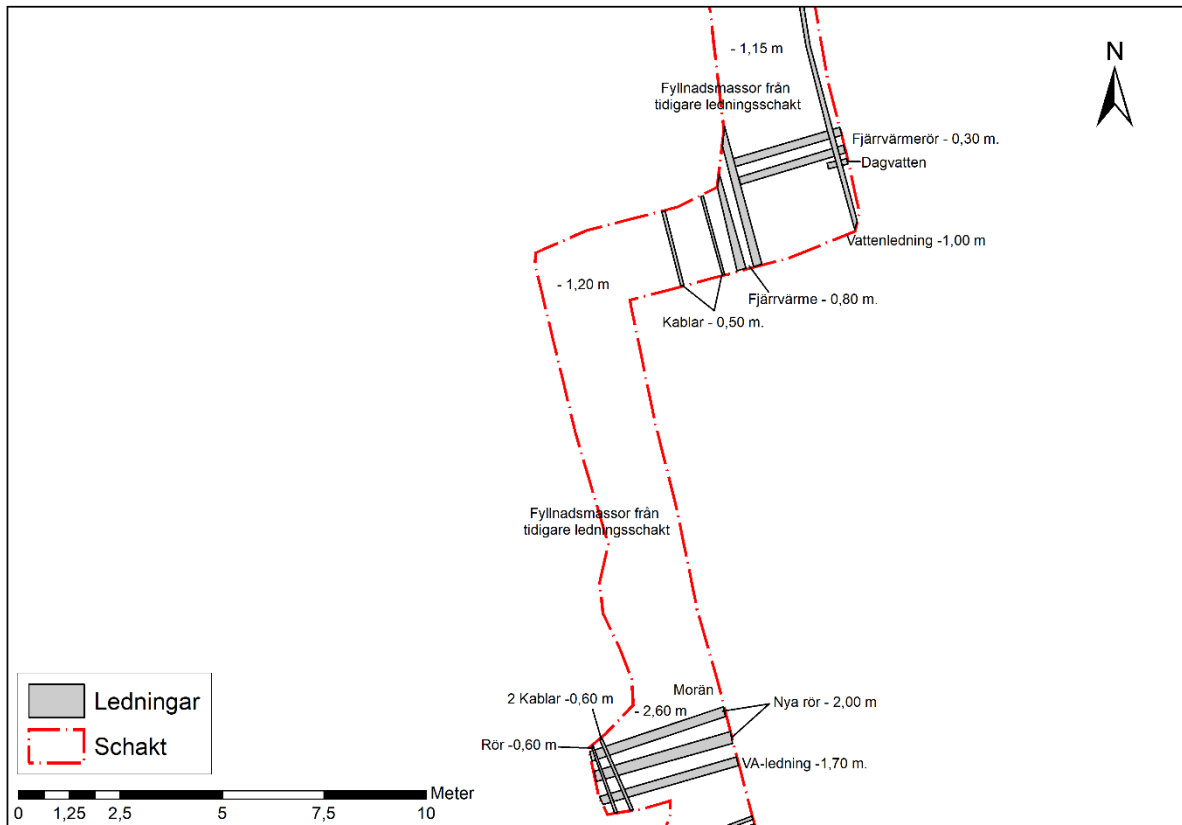 - 1,15 m
N
Fyllnadsmassor från
tidigare ledningsschakt
Fjärrvärmerör - 0,30 m.
Dagvatten
Vattenledning -1,00 m
- 1,20 m
Fjärrvärme - 0,80 m.
Kablar - 0,50 m.
Fyllnadsmassor från
tidigare ledningsschakt
Morän
2 Kablar -0,60 m
- 2,60 m
Nya rör - 2,00 m
Rör -0,60 m
VA-ledning -1,70 m.
Ledningar
Schakt
Meter
0 1,25 2,5 5 7,5 10